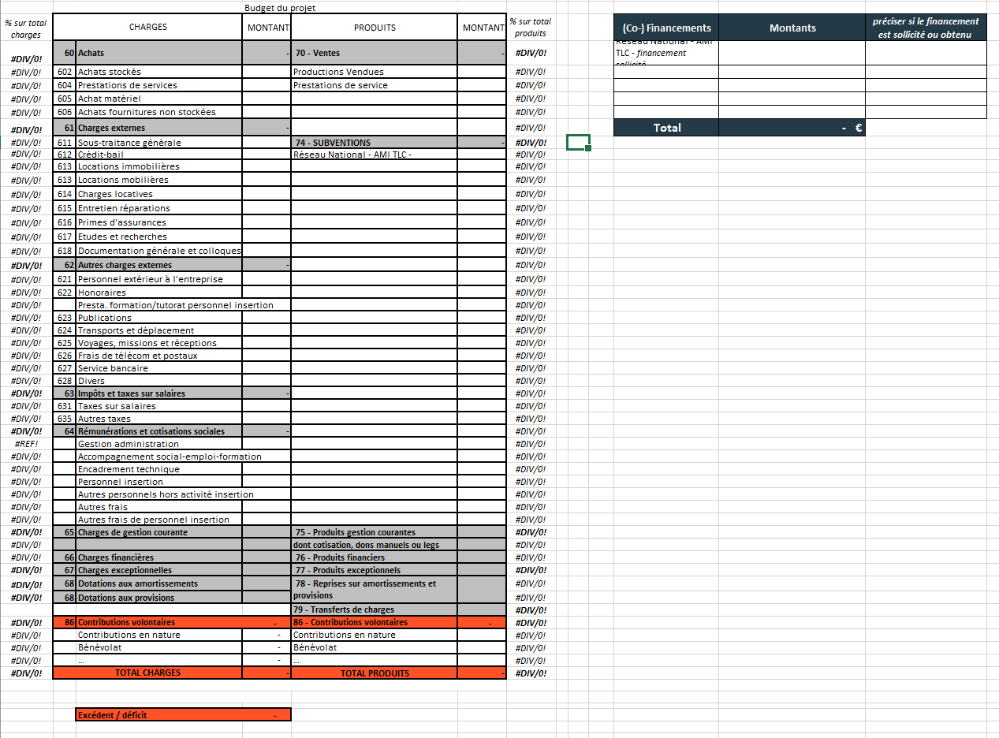 Budget du projet
% sur total charges CHARGES MONTANT PRODUITS MONTANT % sur total produits (Co-) Financements Montants préciser si le financement est sollicité ou obtenu
#DIV/0! 60 Achats - 70 - Ventes - #DIV/0! Réseau National - AMI TLC - financement sollicité
#DIV/0! 602 Achats stockés Productions Vendues #DIV/0!
#DIV/0! 604 Prestations de services Prestations de service #DIV/0!
#DIV/0! 605 Achat matériel #DIV/0!
#DIV/0! 606 Achats fournitures non stockées #DIV/0!
#DIV/0! 61 Charges externes - #DIV/0! Total - €
#DIV/0! 611 Sous-traitance générale 74 - SUBVENTIONS - #DIV/0!
#DIV/0! 612 Crédit-bail Réseau National - AMI TLC - #DIV/0!
#DIV/0! 613 Locations immobilières #DIV/0!
#DIV/0! 613 Locations mobilières #DIV/0!
#DIV/0! 614 Charges locatives #DIV/0!
#DIV/0! 615 Entretien réparations #DIV/0!
#DIV/0! 616 Primes d'assurances #DIV/0!
#DIV/0! 617 Etudes et recherches #DIV/0!
#DIV/0! 618 Documentation générale et colloques #DIV/0!
#DIV/0! 62 Autres charges externes - #DIV/0!
#DIV/0! 621 Personnel extérieur à l'entreprise #DIV/0!
#DIV/0! 622 Honoraires #DIV/0!
#DIV/0! Presta. formation/tutorat personnel insertion #DIV/0!
#DIV/0! 623 Publications #DIV/0!
#DIV/0! 624 Transports et déplacement #DIV/0!
#DIV/0! 625 Voyages, missions et réceptions #DIV/0!
#DIV/0! 626 Frais de télécom et postaux #DIV/0!
#DIV/0! 627 Service bancaire #DIV/0!
#DIV/0! 628 Divers #DIV/0!
#DIV/0! 63 Impôts et taxes sur salaires - #DIV/0!
#DIV/0! 631 Taxes sur salaires #DIV/0!
#DIV/0! 635 Autres taxes #DIV/0!
#DIV/0! 64 Rémunérations et cotisations sociales - #DIV/0!
#REF! Gestion administration #DIV/0!
#DIV/0! Accompagnement social-emploi-formation #DIV/0!
#DIV/0! Encadrement technique #DIV/0!
#DIV/0! Personnel insertion #DIV/0!
#DIV/0! Autres personnels hors activité insertion #DIV/0!
#DIV/0! Autres frais #DIV/0!
#DIV/0! Autres frais de personnel insertion #DIV/0!
#DIV/0! 65 Charges de gestion courante 75 - Produits gestion courantes #DIV/0!
#DIV/0! dont cotisation, dons manuels ou legs #DIV/0!
#DIV/0! 66 Charges financières 76 - Produits financiers #DIV/0!
#DIV/0! 67 Charges exceptionnelles 77 - Produits exceptionnels #DIV/0!
#DIV/0! 68 Dotations aux amortissements 78 - Reprises sur amortissements et #DIV/0!
#DIV/0! 68 Dotations aux provisions provisions #DIV/0!
79 - Transferts de charges #DIV/0!
#DIV/0! 86 Contributions volontaires - 86 - Contributions volontaires - #DIV/0!
#DIV/0! Contributions en nature - Contributions en nature #DIV/0!
#DIV/0! Bénévolat - Bénévolat #DIV/0!
#DIV/0! ... - ... #DIV/0!
#DIV/0! TOTAL CHARGES - TOTAL PRODUITS - #DIV/0!
Excédent / déficit -